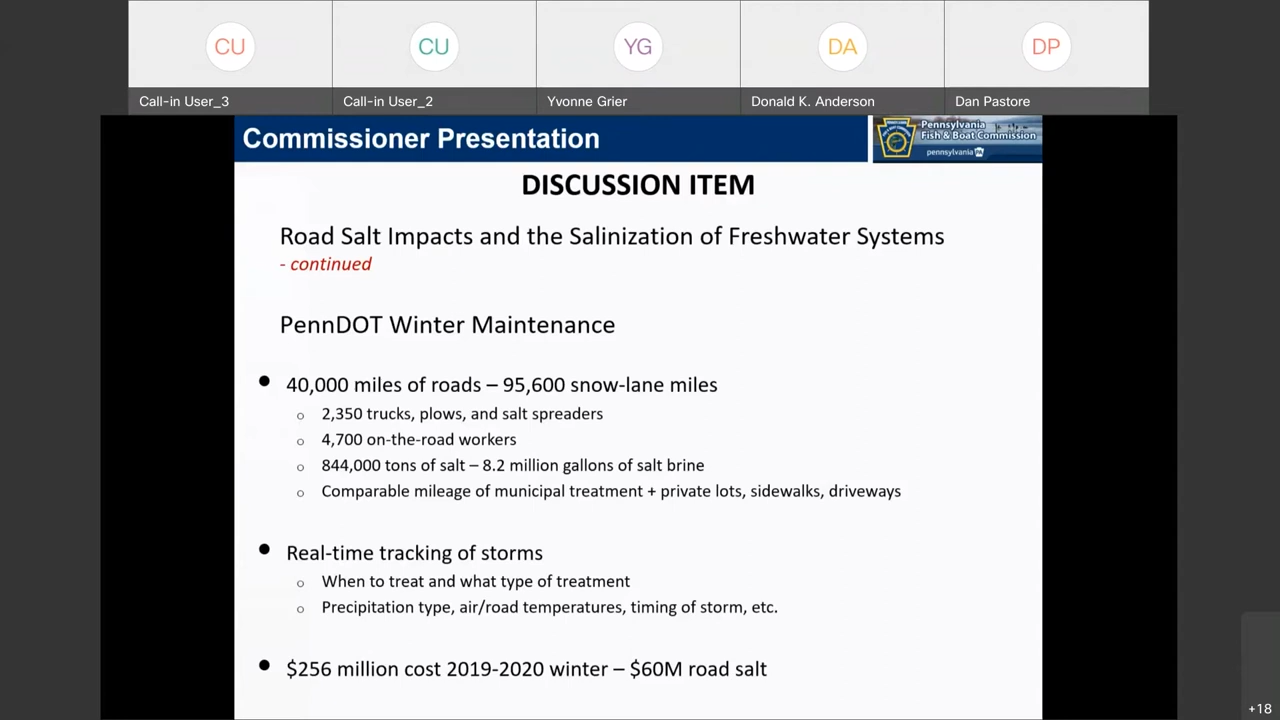 CU
CU
YG
DA
DP
Call-in User_3
Call-in User_2
Yvonne Grier
Donald K. Anderson
Dan Pastore
Commissioner Presentation
Pennsylvania
Fish & Boat Commission
pennsylvania PA
DISCUSSION ITEM
Road Salt Impacts and the Salinization of Freshwater Systems
- continued
PennDOT Winter Maintenance
• 40,000 miles of roads – 95,600 snow-lane miles
o 2,350 trucks, plows, and salt spreaders
o 4,700 on-the-road workers
o 844,000 tons of salt – 8.2 million gallons of salt brine
o Comparable mileage of municipal treatment + private lots, sidewalks, driveways
• Real-time tracking of storms
o When to treat and what type of treatment
o Precipitation type, air/road temperatures, timing of storm, etc.
• $256 million cost 2019-2020 winter – $60M road salt
+18